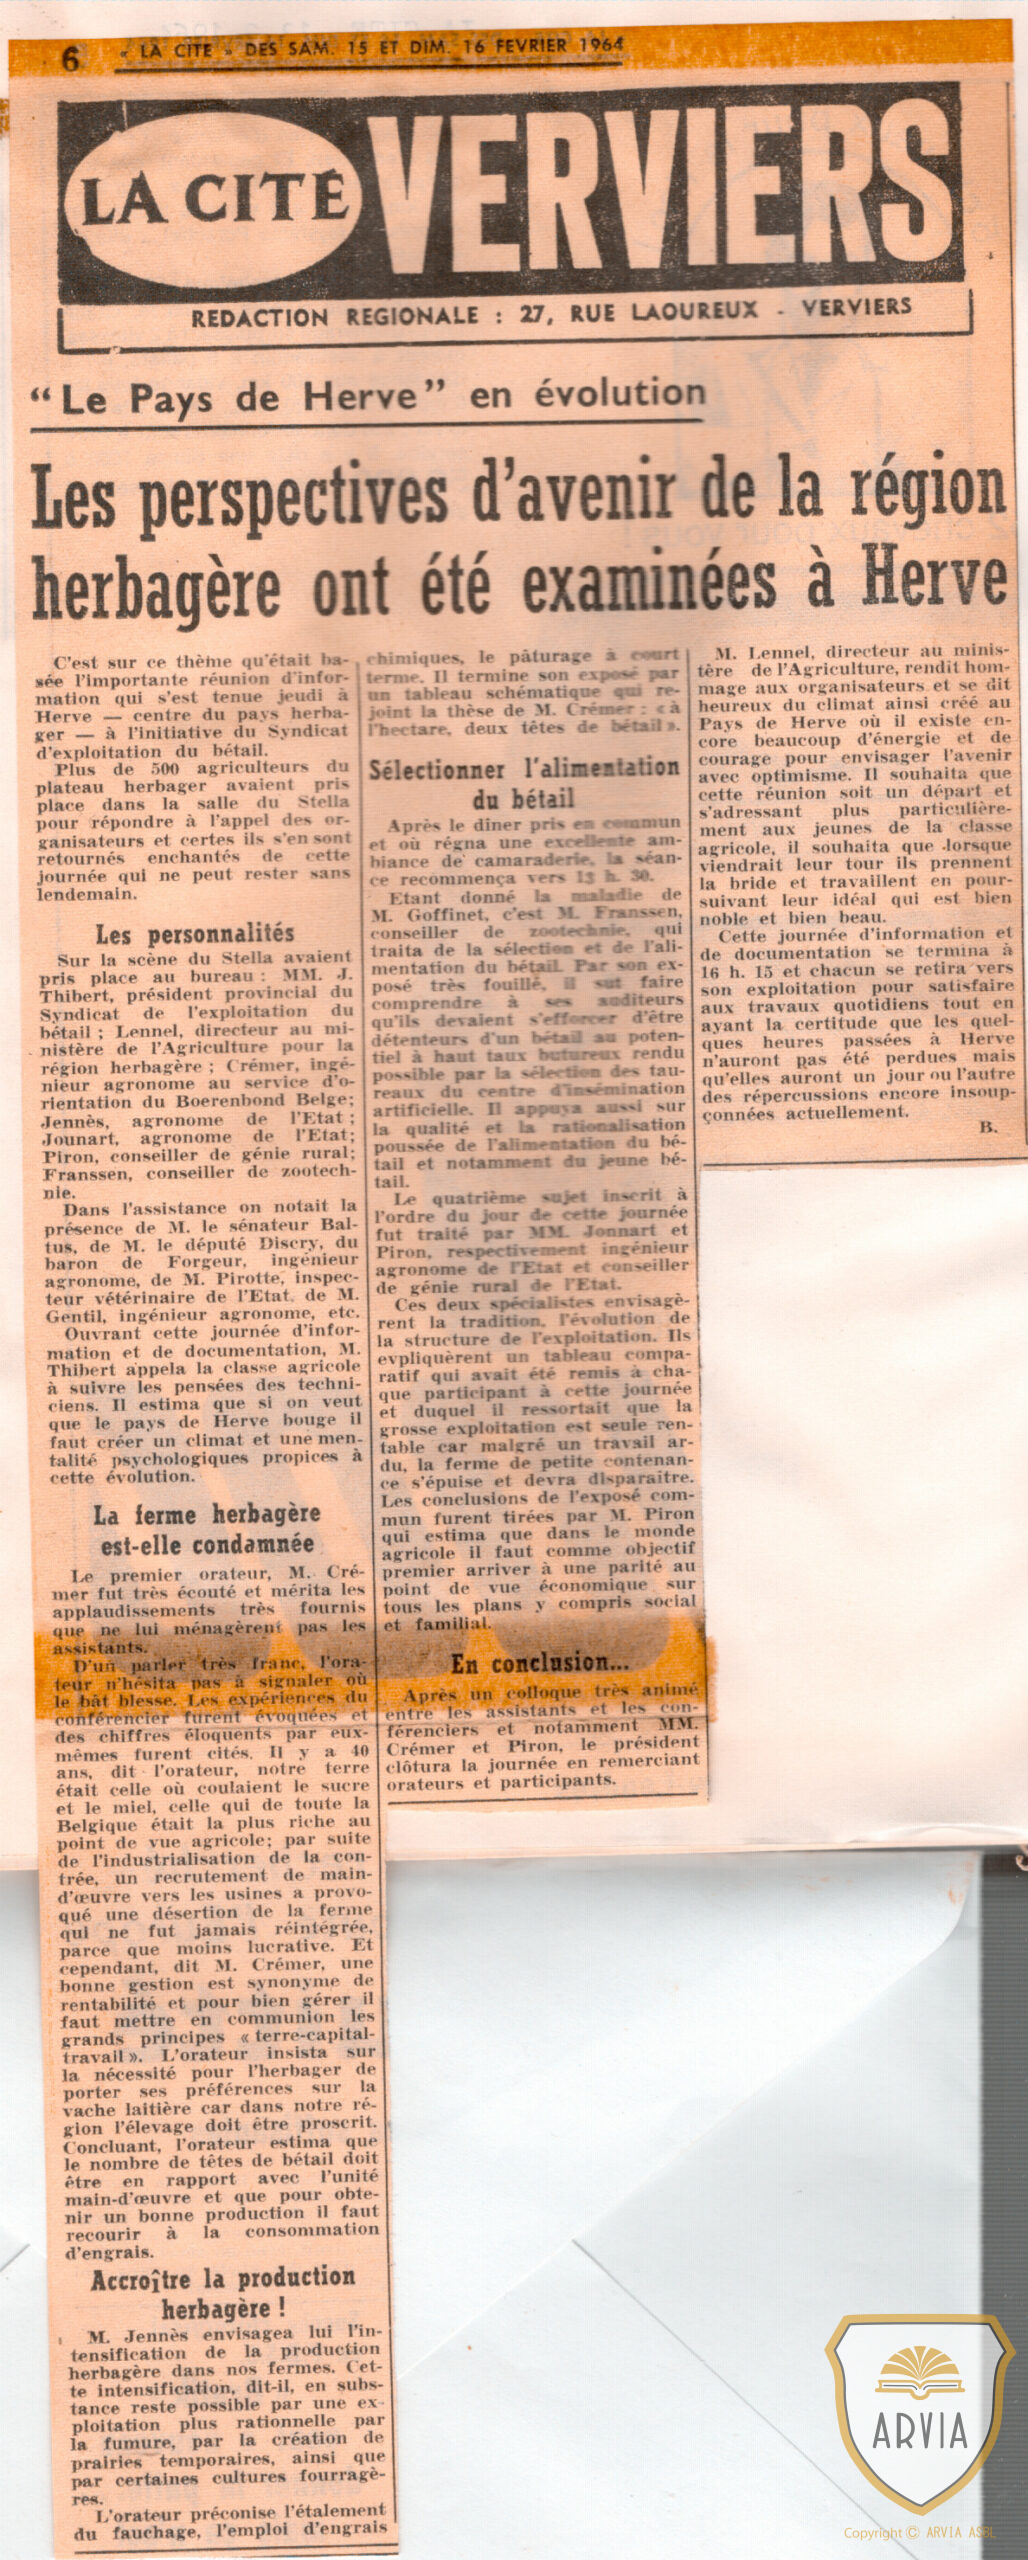 6
« LA CITE » DES SAM. 15 ET DIM. 16 FEVRIER 1964
LA CITÉ VERVIERS
REDACTION REGIONALE : 27, RUE LAOUREUX - VERVIERS
“Le Pays de Herve” en évolution
Les perspectives d'avenir de la région
herbagère ont été examinées à Herve
C'est sur ce thème qu'était ba-
sée l'importante réunion d'infor-
mation qui s'est tenue jeudi à
Herve — centre du pays herba-
ger — à l'initiative du Syndicat
d'exploitation du bétail.
Plus de 500 agriculteurs du
plateau herbager avaient pris
place dans la salle du Stella
pour répondre à l'appel des or-
ganisateurs et certes ils s'en sont
retournés enchantés de cette
journée qui ne peut rester sans
lendemain.
Les personnalités
Sur la scène du Stella avaient
pris place au bureau : MM. J.
Thibert, président provincial du
Syndicat de l'exploitation du
bétail ; Lennel, directeur au mi-
nistère de l'Agriculture pour la
région herbagère ; Crémer, ingé-
nieur agronome au service d'o-
rientation du Boerenbond Belge;
Jennès, agronome de l'Etat ;
Jounart, agronome de l'Etat;
Piron, conseiller de génie rural;
Franssen, conseiller de zootech-
nie.
Dans l'assistance on notait la
présence de M. le sénateur Bal-
tus, de M. le député Discry, du
baron de Forgeur, ingénieur
agronome, de M. Pirotte, inspec-
teur vétérinaire de l'Etat, de M.
Gentil, ingénieur agronome, etc.
Ouvrant cette journée d'infor-
mation et de documentation, M.
Thibert appela la classe agricole
à suivre les pensées des techni-
ciens. Il estima que si on veut
que le pays de Herve bouge il
faut créer un climat et une men-
talité psychologiques propices à
cette évolution.
La ferme herbagère
est-elle condamnée
Le premier orateur, M. Cré-
mer fut très écouté et mérita les
applaudissements très fournis
que ne lui ménagèrent pas les
assistants.
D'un parler très franc, l'ora-
teur n'hésita pas à signaler où
le bât blesse. Les expériences du
conférencier furent évoquées et
des chiffres éloquents par eux-
mêmes furent cités. Il y a 40
ans, dit l'orateur, notre terre
était celle où coulaient le sucre
et le miel, celle qui de toute la
Belgique était la plus riche au
point de vue agricole; par suite
de l'industrialisation de la con-
trée, un recrutement de main-
d'œuvre vers les usines a provo-
qué une désertion de la ferme
qui ne fut jamais réintégrée,
parce que moins lucrative. Et
cependant, dit M. Crémer, une
bonne gestion est synonyme de
rentabilité et pour bien gérer il
faut mettre en communion les
grands principes « terre-capital-
travail ». L'orateur insista sur
la nécessité pour l'herbager de
porter ses préférences sur la
vache laitière car dans notre ré-
gion l'élevage doit être proscrit.
Concluant, l'orateur estima que
le nombre de têtes de bétail doit
être en rapport avec l'unité
main-d'œuvre et que pour obte-
nir un bonne production il faut
recourir à la consommation
d'engrais.
Accroître la production
herbagère !
M. Jennès envisagea lui l'in-
tensification de la production
herbagère dans nos fermes. Cet-
te intensification, dit-il, en subs-
tance reste possible par une ex-
ploitation plus rationnelle par
la fumure, par la création de
prairies temporaires, ainsi que
par certaines cultures fourragè-
res.
L'orateur préconise l'étalement
du fauchage, l'emploi d'engrais
chimiques, le pâturage à court
terme. Il termine son exposé par
un tableau schématique qui re-
joint la thèse de M. Crémer : « à
l'hectare, deux têtes de bétail ».
Sélectionner l'alimentation
du bétail
Après le diner pris en commun
et où régna une excellente am-
biance de camaraderie, la séan-
ce recommença vers 13 h. 30.
Etant donné la maladie de
M. Goffinet, c'est M. Franssen,
conseiller de zootechnie, qui
traita de la sélection et de l'ali-
mentation du bétail. Par son ex-
posé très fouillé, il sut faire
comprendre à ses auditeurs
qu'ils devaient s'efforcer d'être
détenteurs d'un bétail au poten-
tiel à haut taux butureux rendu
possible par la sélection des tau-
reaux du centre d'insémination
artificielle. Il appuya aussi sur
la qualité et la rationalisation
poussée de l'alimentation du bé-
tail et notamment du jeune bé-
tail.
Le quatrième sujet inscrit à
l'ordre du jour de cette journée
fut traité par MM. Jonnart et
Piron, respectivement ingénieur
agronome de l'Etat et conseiller
de génie rural de l'Etat.
Ces deux spécialistes envisagè-
rent la tradition, l'évolution de
la structure de l'exploitation. Ils
evpliquèrent un tableau compa-
ratif qui avait été remis à cha-
que participant à cette journée
et duquel il ressortait que la
grosse exploitation est seule ren-
table car malgré un travail ar-
du, la ferme de petite contenan-
ce s'épuise et devra disparaitre.
Les conclusions de l'exposé com-
mun furent tirées par M. Piron
qui estima que dans le monde
agricole il faut comme objectif
premier arriver à une parité au
point de vue économique sur
tous les plans y compris social
et familial.
En conclusion...
Après un colloque très animé
entre les assistants et les con-
férenciers et notamment MM.
Crémer et Piron, le président
clôtura la journée en remerciant
orateurs et participants.
M. Lennel, directeur au minis-
tère de l'Agriculture, rendit hom-
mage aux organisateurs et se dit
heureux du climat ainsi créé au
Pays de Herve où il existe en-
core beaucoup d'énergie et de
courage pour envisager l'avenir
avec optimisme. Il souhaita que
cette réunion soit un départ et
s'adressant plus particulière-
ment aux jeunes de la classe
agricole, il souhaita que lorsque
viendrait leur tour ils prennent
la bride et travaillent en pour-
suivant leur idéal qui est bien
noble et bien beau.
Cette journée d'information et
de documentation se termina à
16 h. 15 et chacun se retira vers
son exploitation pour satisfaire
aux travaux quotidiens tout en
ayant la certitude que les quel-
ques heures passées à Herve
n'auront pas été perdues mais
qu'elles auront un jour ou l'autre
des répercussions encore insoup-
çonnées actuellement.
B.
ARVIA
Copyright © ARVIA ASBL